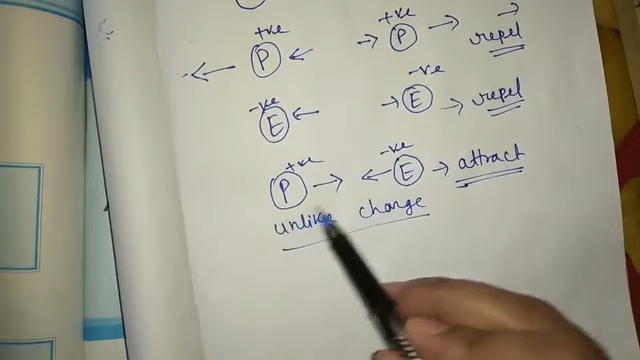 +ve +ve
P P repel
-ve -ve
E E repel
+ve -ve
P E attract
unlike charge